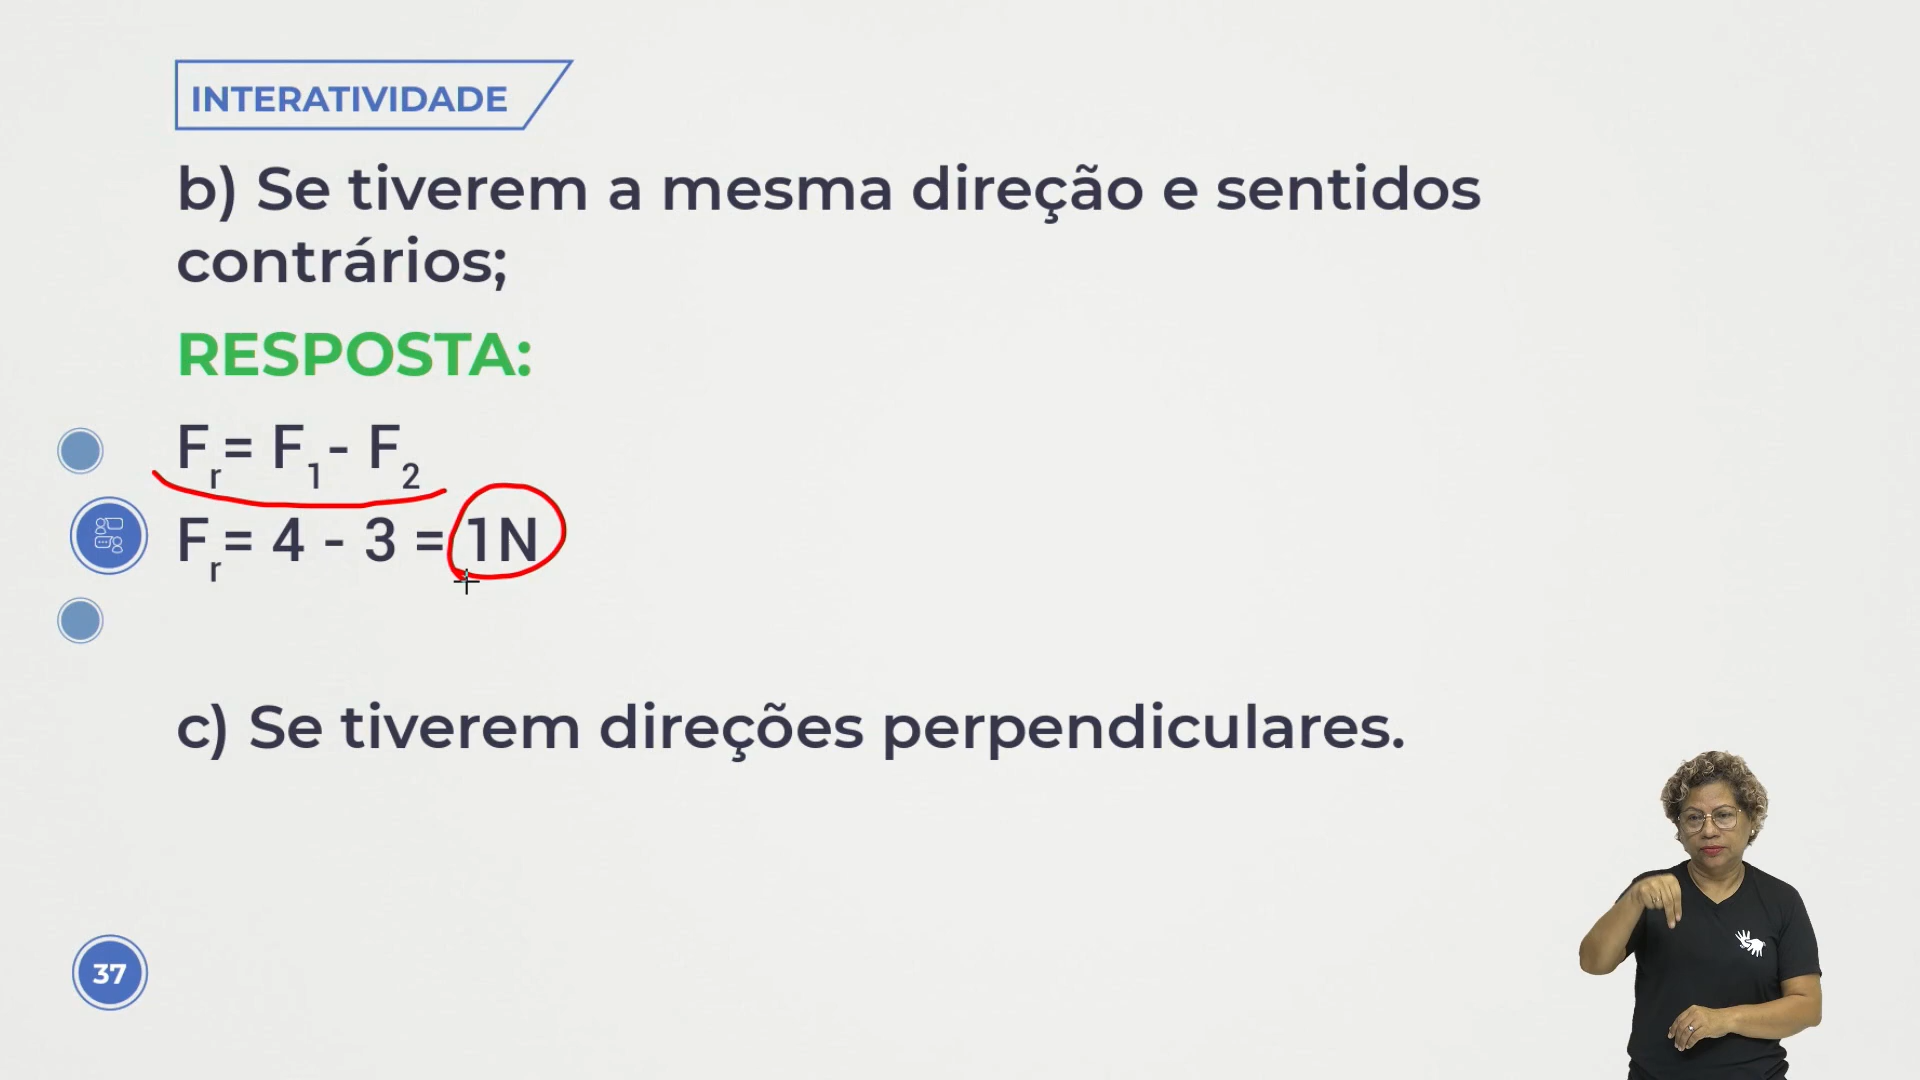 INTERATIVIDADE
b) Se tiverem a mesma direção e sentidos
contrários;
RESPOSTA:
Fr= F1- F2
Fr= 4 - 3 = 1N
c) Se tiverem direções perpendiculares.
37